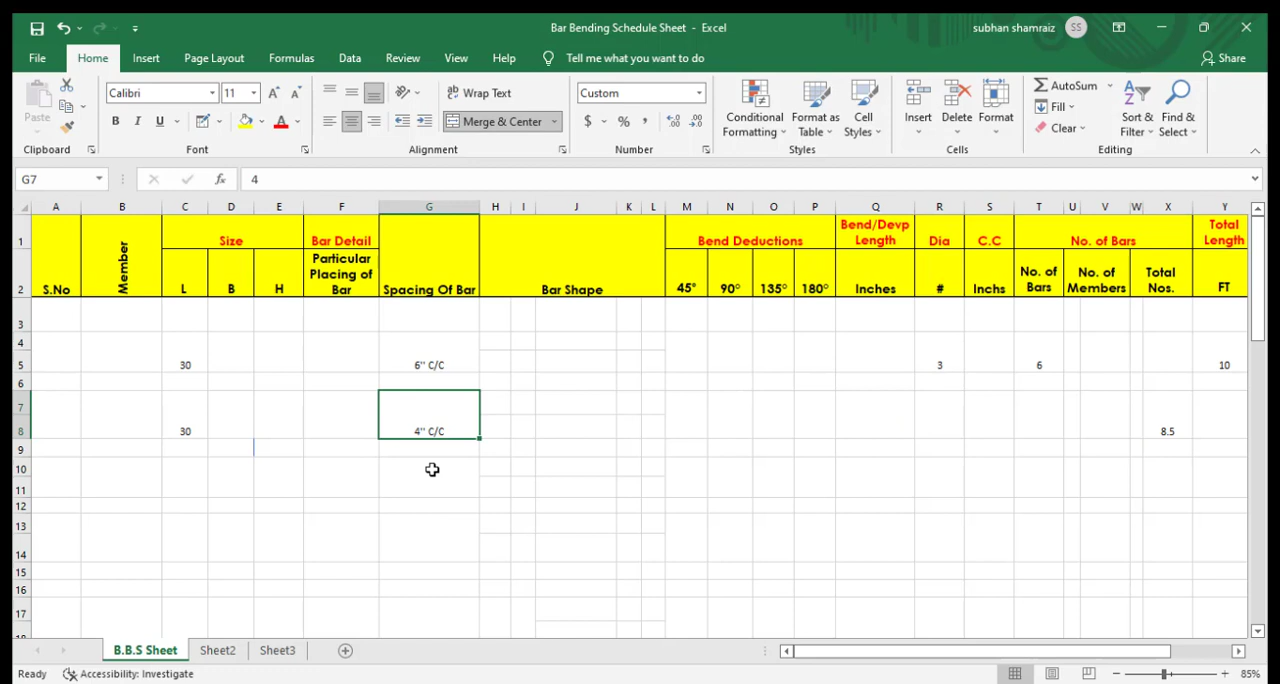 Bar Bending Schedule Sheet - Excel
subhan shamraiz SS
File Home Insert Page Layout Formulas Data Review View Help Tell me what you want to do Share
Paste
Calibri 11 A A
B I U A
Wrap Text
Merge & Center
Custom
$ % ,
Conditional Formatting
Format as Table
Cell Styles
Insert Delete Format
AutoSum
Fill
Clear
Sort & Filter
Find & Select
Clipboard Font Alignment Number Styles Cells Editing
G7 fx 4
A B C D E F G H I J K L M N O P Q R S T U V W X Y
1 Size Bar Detail Bend Deductions Bend/Devp Length Dia C.C No. of Bars Total Length
2 S.No Member L B H Particular Placing of Bar Spacing Of Bar Bar Shape 45° 90° 135° 180° Inches # Inchs No. of Bars No. of Members Total Nos. FT
3
4
5 30 6'' C/C 3 6 10
6
7
8 30 4'' C/C 8.5
9
10
11
12
13
14
15
16
17
B.B.S Sheet Sheet2 Sheet3
Ready Accessibility: Investigate 85%